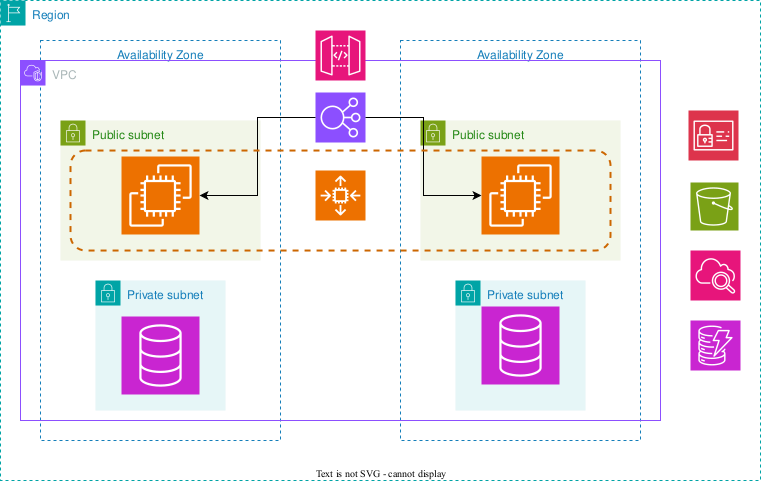 Region
Availability Zone
Availability Zone
VPC
Public subnet
Public subnet
Private subnet
Private subnet
Text is not SVG - cannot display